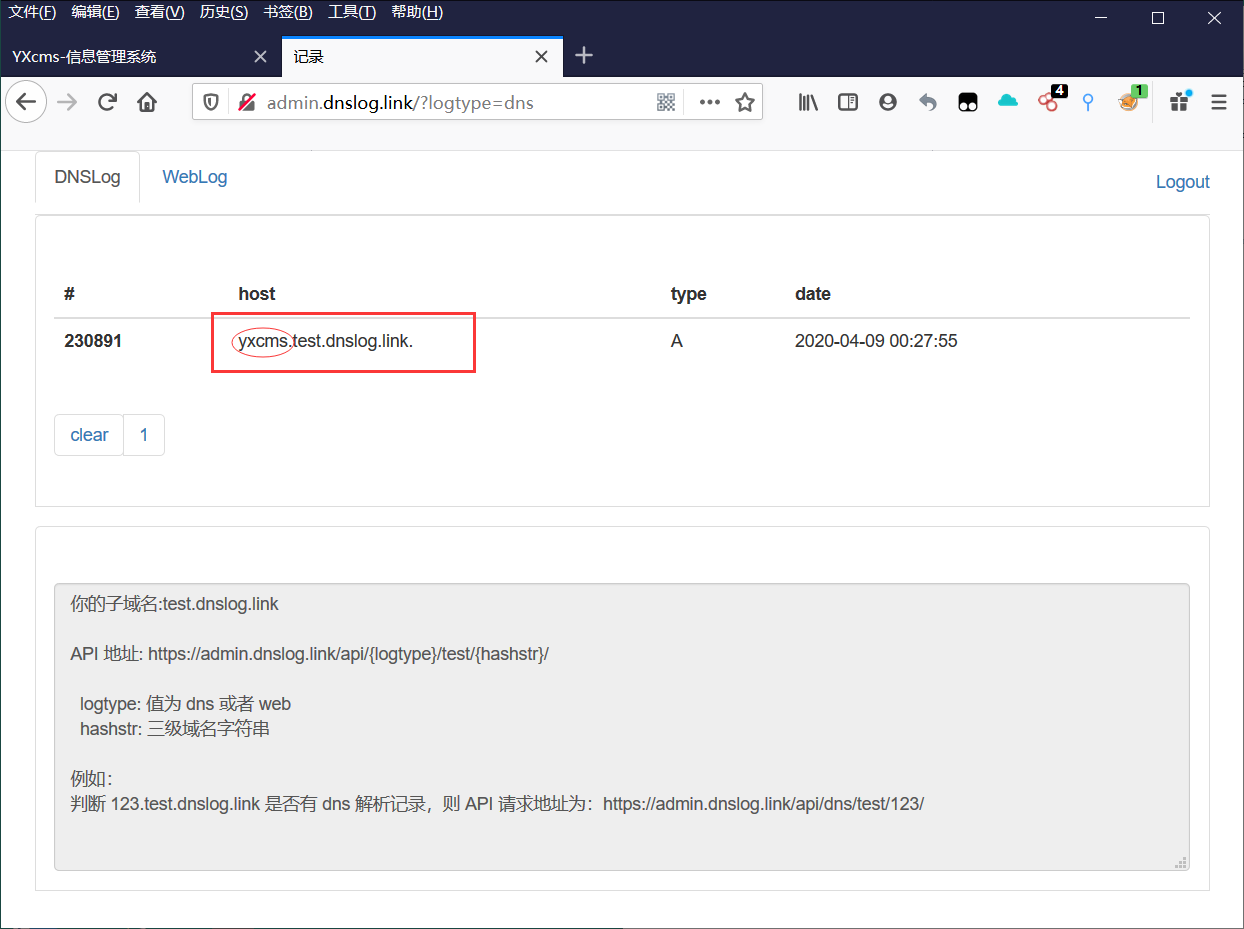 文件(F) 编辑(E) 查看(V) 历史(S) 书签(B) 工具(T) 帮助(H)
YXcms-信息管理系统
记录
admin.dnslog.link/?logtype=dns
4
1
DNSLog
WebLog
Logout
# host type date
230891 yxcms.test.dnslog.link. A 2020-04-09 00:27:55
clear 1
你的子域名:test.dnslog.link
API 地址: https://admin.dnslog.link/api/{logtype}/test/{hashstr}/
logtype: 值为 dns 或者 web
hashstr: 三级域名字符串
例如：
判断 123.test.dnslog.link 是否有 dns 解析记录，则 API 请求地址为：https://admin.dnslog.link/api/dns/test/123/